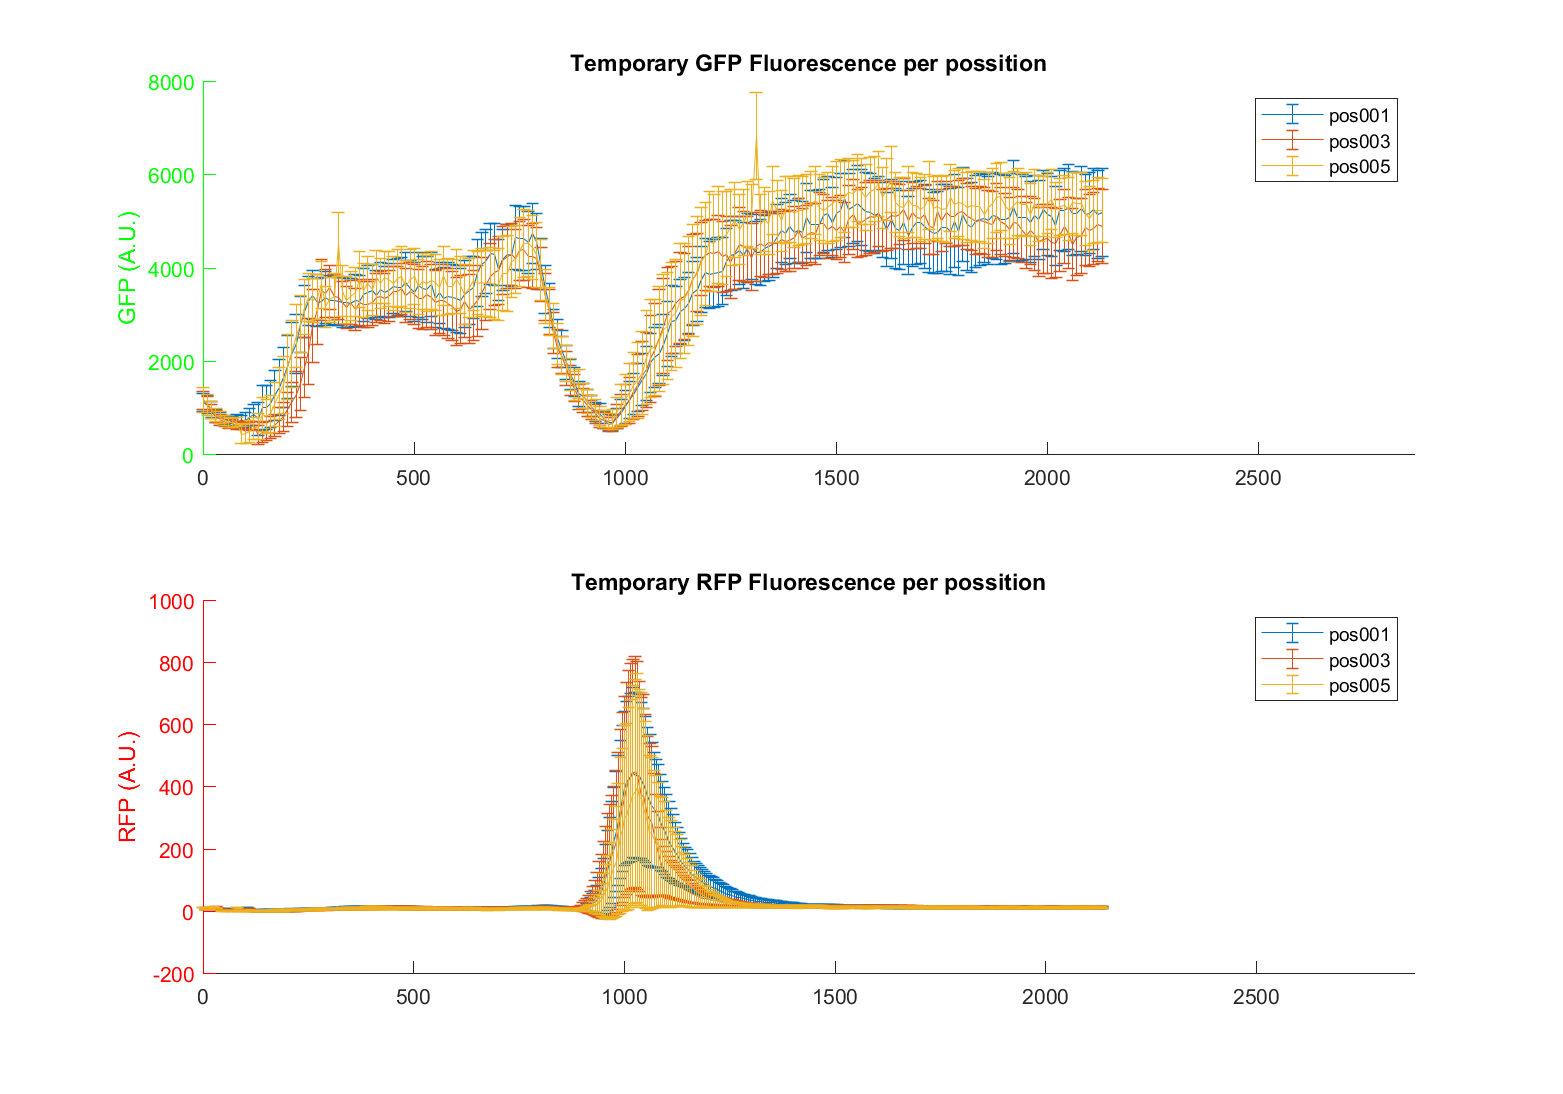 Temporary GFP Fluorescence per possition
GFP (A.U.)
8000
6000
4000
2000
0
0 500 1000 1500 2000 2500
pos001
pos003
pos005
Temporary RFP Fluorescence per possition
RFP (A.U.)
1000
800
600
400
200
0
-200
0 500 1000 1500 2000 2500
pos001
pos003
pos005